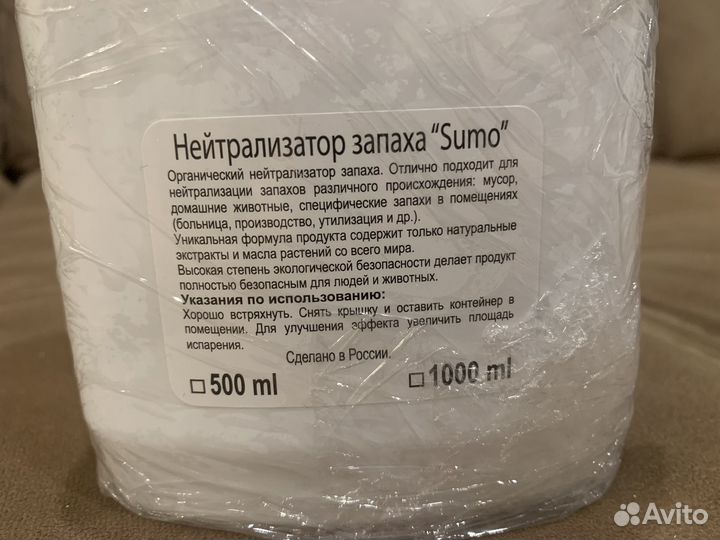 Нейтрализатор запаха “Sumo”
Органический нейтрализатор запаха. Отлично подходит для
нейтрализации запахов различного происхождения: мусор,
домашние животные, специфические запахи в помещениях
(больница, производство, утилизация и др.).
Уникальная формула продукта содержит только натуральные
экстракты и масла растений со всего мира.
Высокая степень экологической безопасности делает продукт
полностью безопасным для людей и животных.
Указания по использованию:
Хорошо встряхнуть. Снять крышку и оставить контейнер в
помещении. Для улучшения эффекта увеличить площадь
испарения.
Сделано в России.
☐ 500 ml ☐ 1000 ml
Avito